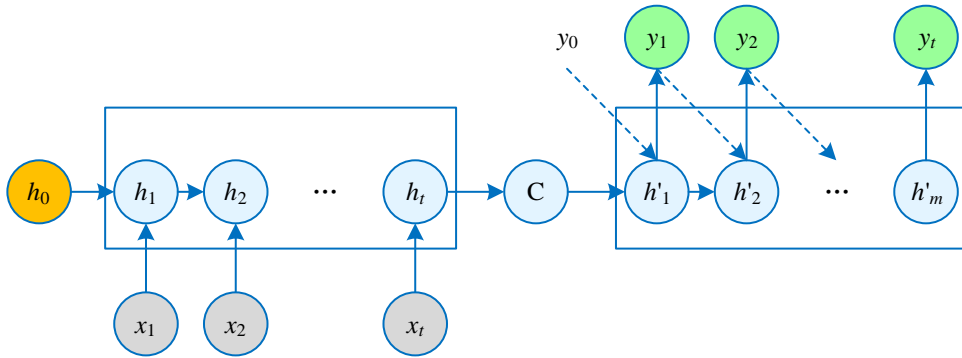 y₀ y₁ y₂ yₜ
h₀ h₁ h₂ ... hₜ C h'₁ h'₂ ... h'ₘ
x₁ x₂ xₜ